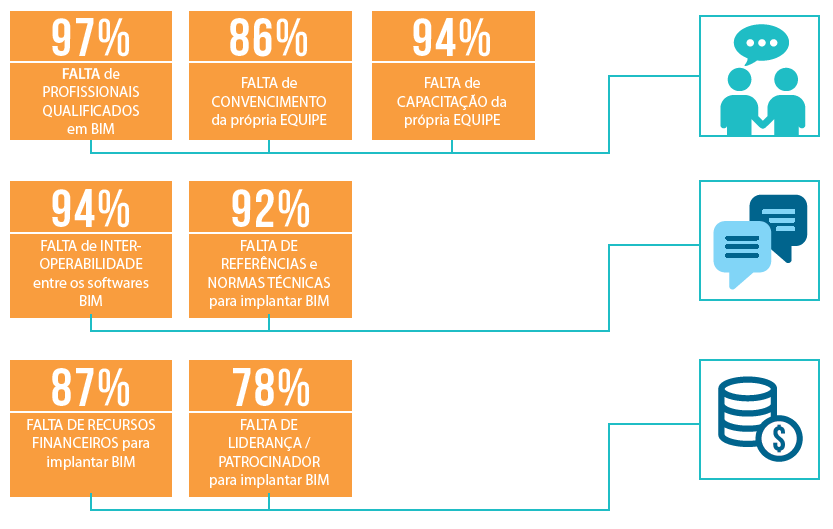 97%
FALTA de
PROFISSIONAIS
QUALIFICADOS
em BIM
86%
FALTA de
CONVENCIMENTO
da própria EQUIPE
94%
FALTA de
CAPACITAÇÃO da
própria EQUIPE
94%
FALTA de INTER-
OPERABILIDADE
entre os softwares
BIM
92%
FALTA DE
REFERÊNCIAS e
NORMAS TÉCNICAS
para implantar BIM
87%
FALTA DE RECURSOS
FINANCEIROS para
implantar BIM
78%
FALTA DE
LIDERANÇA /
PATROCINADOR
para implantar BIM
$